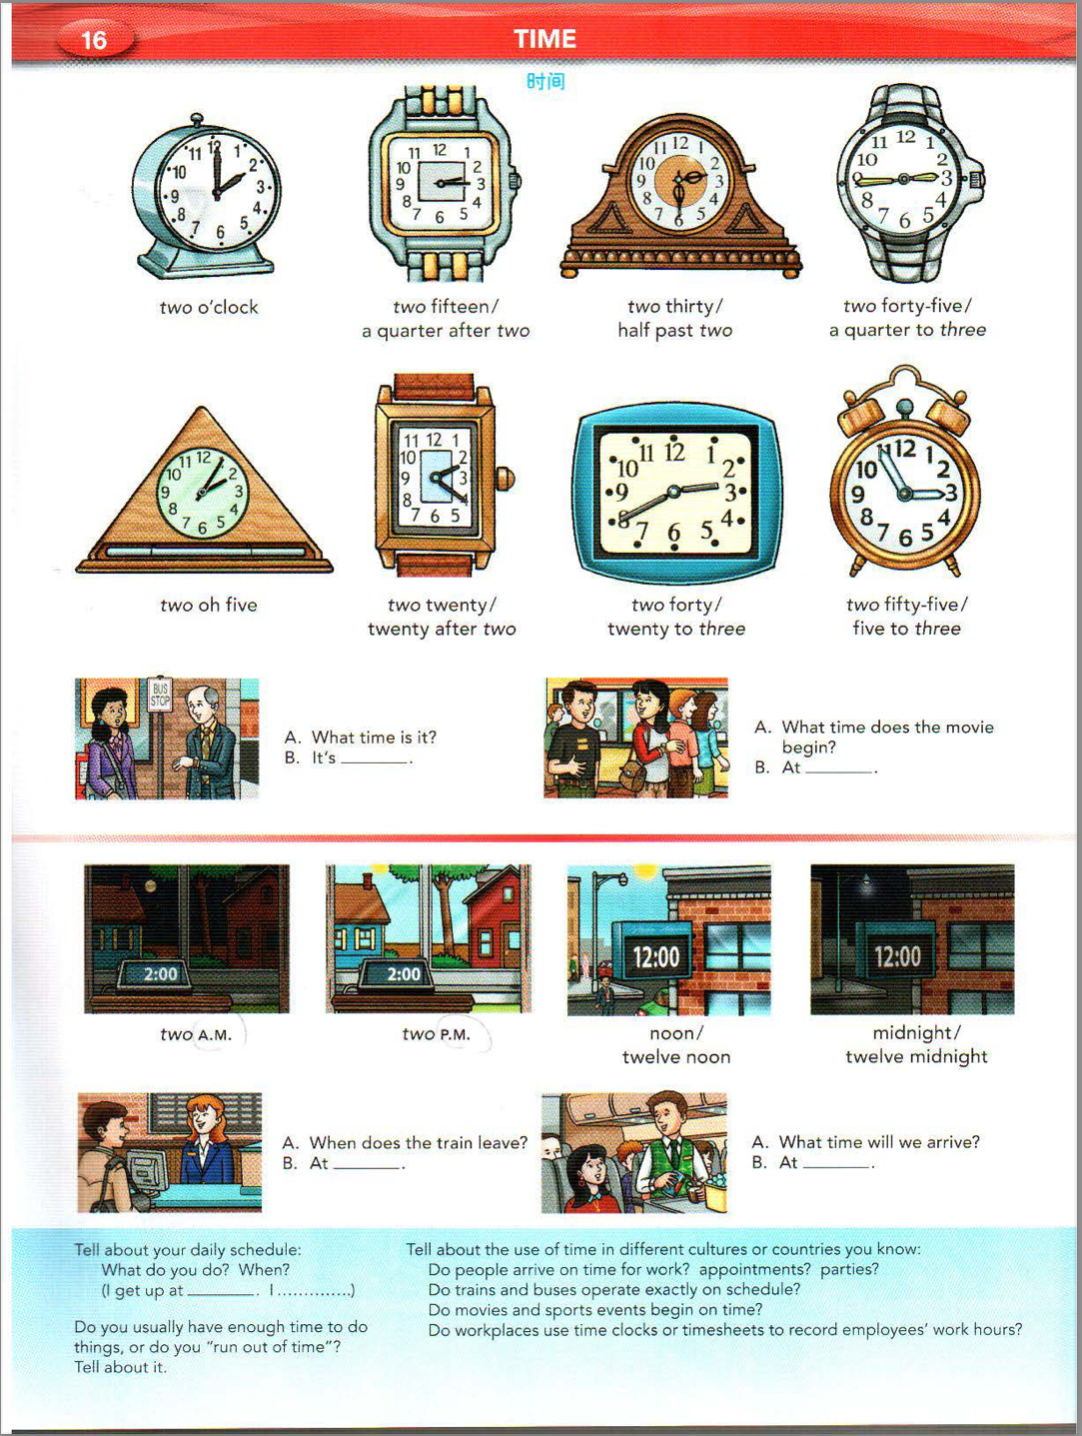 16
TIME
时间
two o'clock
two fifteen/
a quarter after two
two thirty/
half past two
two forty-five/
a quarter to three
two oh five
two twenty/
twenty after two
two forty/
twenty to three
two fifty-five/
five to three
BUS
STOP
A. What time is it?
B. It's ________.
A. What time does the movie
begin?
B. At ________.
2:00
2:00
12:00
12:00
two A.M.
two P.M.
noon/
twelve noon
midnight/
twelve midnight
A. When does the train leave?
B. At ________.
A. What time will we arrive?
B. At ________.
Tell about your daily schedule:
What do you do? When?
(I get up at ________. I ..............)
Do you usually have enough time to do
things, or do you "run out of time"?
Tell about it.
Tell about the use of time in different cultures or countries you know:
Do people arrive on time for work? appointments? parties?
Do trains and buses operate exactly on schedule?
Do movies and sports events begin on time?
Do workplaces use time clocks or timesheets to record employees' work hours?